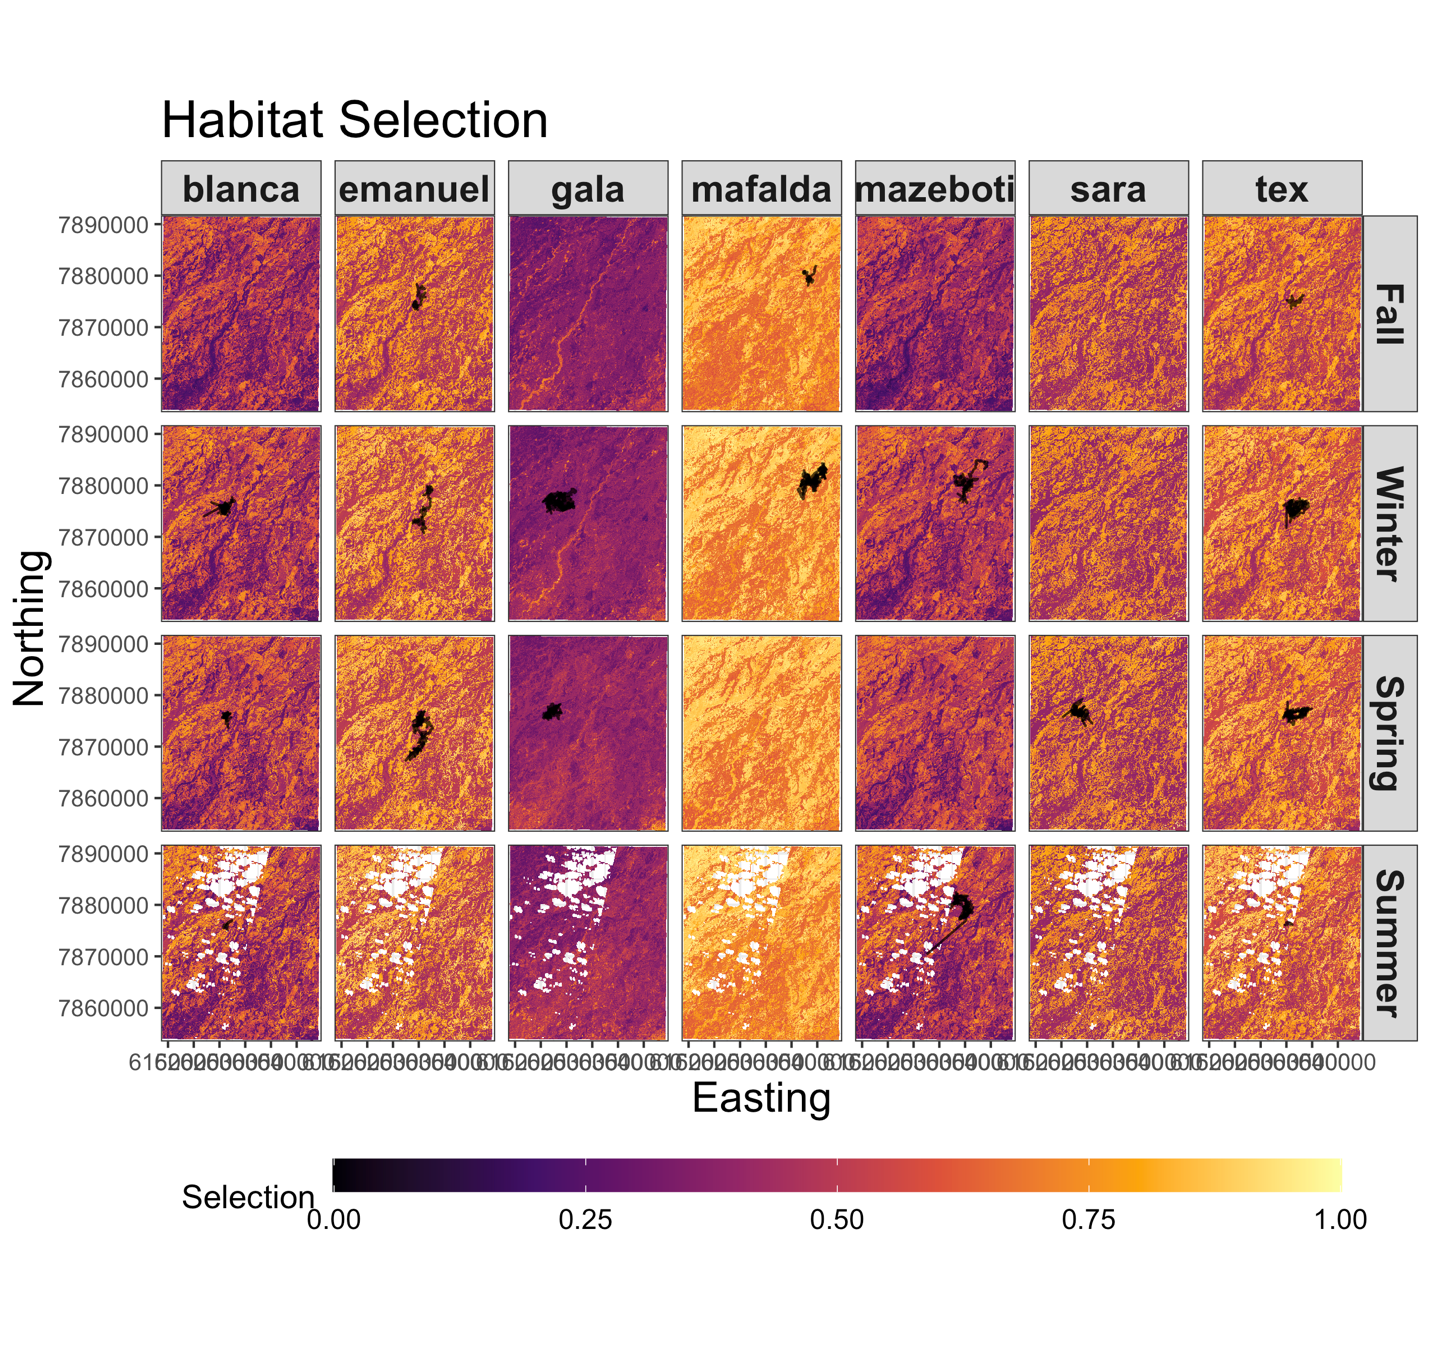 Habitat Selection
blanca emanuel gala mafalda mazeboti sara tex
7890000
7880000
7870000
7860000
Fall
7890000
7880000
7870000
7860000
Winter
7890000
7880000
7870000
7860000
Spring
7890000
7880000
7870000
7860000
Summer
Northing
Easting
Selection
0.00 0.25 0.50 0.75 1.00